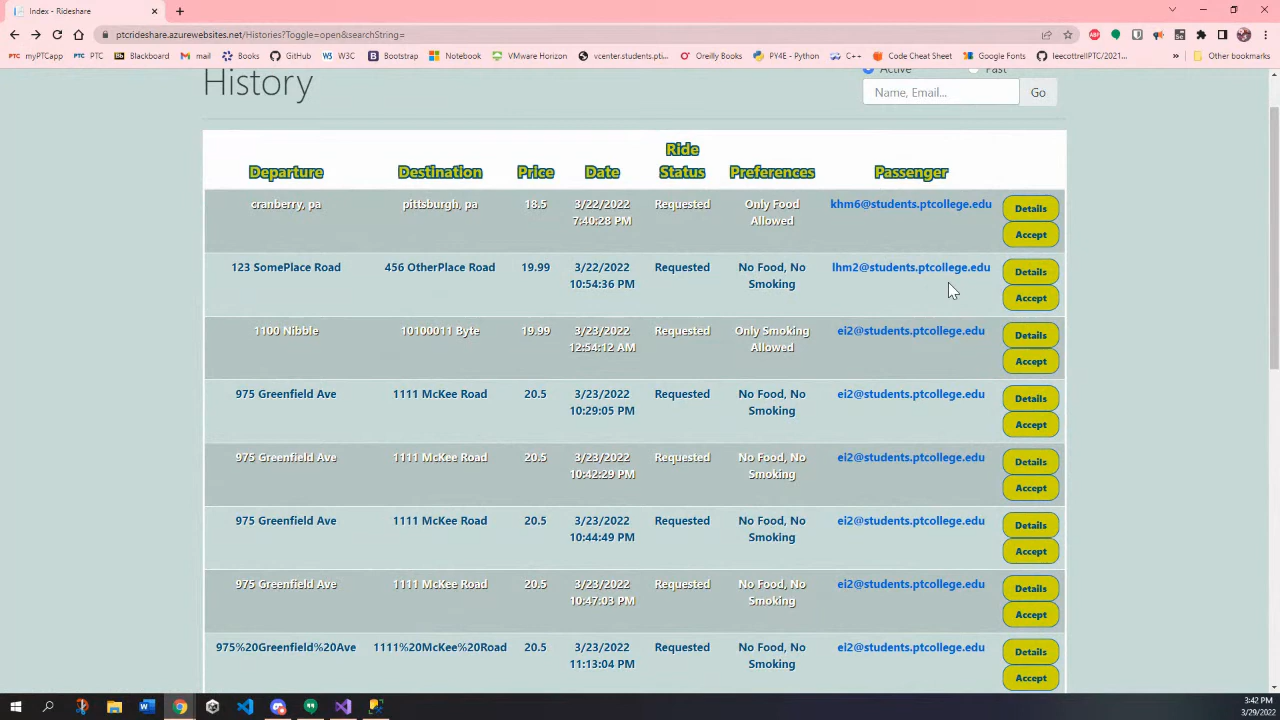 Index - Rideshare
ptcrideshare.azurewebsites.net/Histories?Toggle=open&searchString=
myPTCapp
Universal
Books
GitHub
W3C
Bootstrap
Notebook
VMware Horizon
vcenter.students.pti...
Oreilly Books
PY4E - Python
C++
Code Cheat Sheet
Google Fonts
leecottrellPTC/2021...
Other bookmarks
History
Active Past
Name, Email... Go
Departure Destination Price Date Ride Status Preferences Passenger
cranberry, pa pittsburgh, pa 18.5 3/22/2022 Requested Only Food khm6@students.ptcollege.edu Details
7:40:28 PM Allowed Accept
123 SomePlace Road 456 OtherPlace Road 19.99 3/22/2022 Requested No Food, No lhm2@students.ptcollege.edu Details
10:54:36 PM Smoking Accept
1100 Nibble 10100011 Byte 19.99 3/23/2022 Requested Only Smoking ei2@students.ptcollege.edu Details
12:54:12 AM Allowed Accept
975 Greenfield Ave 1111 McKee Road 20.5 3/23/2022 Requested No Food, No ei2@students.ptcollege.edu Details
10:29:05 PM Smoking Accept
975 Greenfield Ave 1111 McKee Road 20.5 3/23/2022 Requested No Food, No ei2@students.ptcollege.edu Details
10:42:29 PM Smoking Accept
975 Greenfield Ave 1111 McKee Road 20.5 3/23/2022 Requested No Food, No ei2@students.ptcollege.edu Details
10:44:49 PM Smoking Accept
975 Greenfield Ave 1111 McKee Road 20.5 3/23/2022 Requested No Food, No ei2@students.ptcollege.edu Details
10:47:03 PM Smoking Accept
975%20Greenfield%20Ave 1111%20McKee%20Road 20.5 3/23/2022 Requested No Food, No ei2@students.ptcollege.edu Details
11:13:04 PM Smoking Accept
3:42 PM
3/29/2022